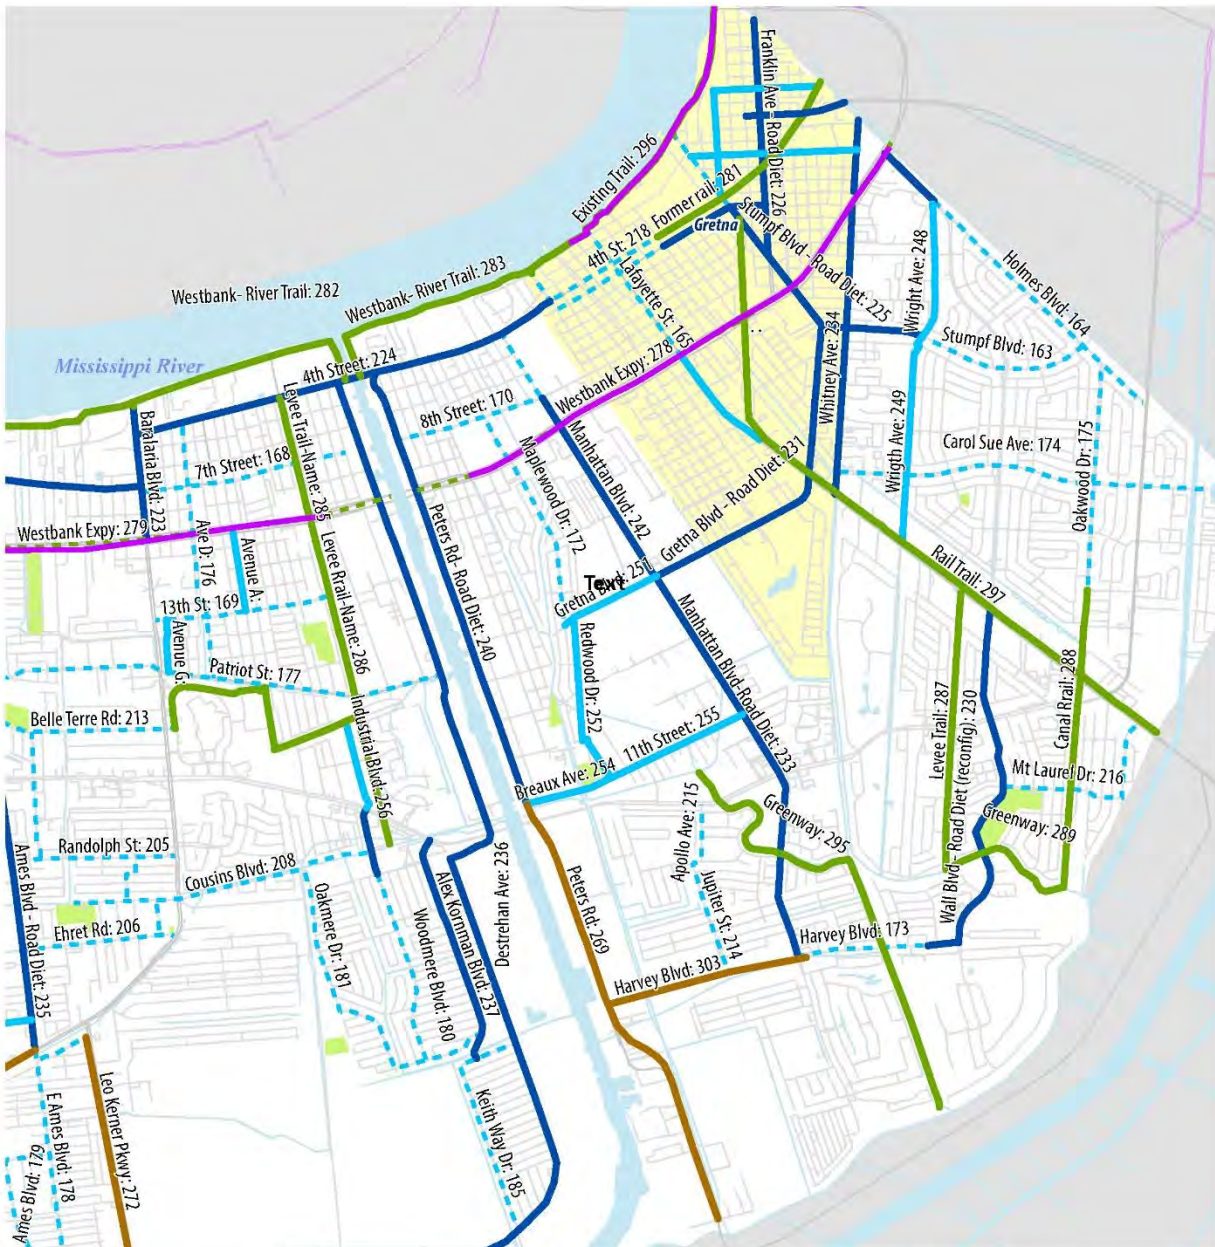 Franklin Ave - Road Diet: 226
Existing Trail: 296
Former rail: 281
4th St: 218
Gretna
Stumpf Blvd - Road Diet: 225
Wright Ave: 248
Holmes Blvd: 164
Westbank- River Trail: 283
Westbank- River Trail: 282
Lafayette St: 165
Whitney Ave: 234
Stumpf Blvd: 163
Mississippi River
4th Street: 224
Westbank Expy: 278
8th Street: 170
Baralaria Blvd: 223
Levee Trail-Name: 285
7th Street: 168
Maplewood Dr: 172
Manhattan Blvd: 242
Gretna Blvd - Road Diet: 231
Wrigth Ave: 249
Carol Sue Ave: 174
Oakwood Dr: 175
Westbank Expy: 279
Ave D: 176
Avenue A:
Levee Rrail-Name: 286
Peters Rd- Road Diet: 240
Text
Gretna Blvd: 251
Rail Trail: 297
13th St: 169
Avenue G:
Patriot St: 177
Redwood Dr: 252
Manhattan Blvd-Road Diet: 233
Belle Terre Rd: 213
Industrial Blvd: 256
11th Street: 255
Breaux Ave: 254
Levee Trail: 287
Wall Blvd - Road Diet (reconfig): 230
Canal Rrail: 288
Mt Laurel Dr: 216
Apollo Ave: 215
Greenway: 295
Greenway: 289
Randolph St: 205
Ames Blvd - Road Diet: 235
Cousins Blvd: 208
Destrehan Ave: 236
Alex Kornman Blvd: 237
Oakmere Dr: 181
Woodmere Blvd: 180
Peters Rd: 269
Jupiter St: 214
Harvey Blvd: 173
Ehret Rd: 206
Harvey Blvd: 303
Leo Kerner Pkwy: 272
E Ames Blvd: 178
Ames Blvd: 179
Keith Way Dr: 185